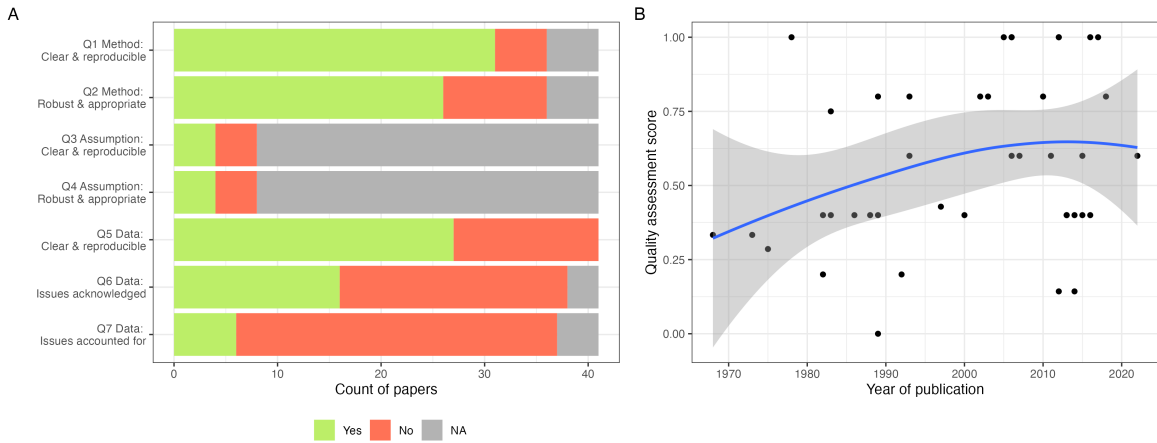 A
Q1 Method:
Clear & reproducible
Q2 Method:
Robust & appropriate
Q3 Assumption:
Clear & reproducible
Q4 Assumption:
Robust & appropriate
Q5 Data:
Clear & reproducible
Q6 Data:
Issues acknowledged
Q7 Data:
Issues accounted for
0 10 20 30 40
Count of papers
Yes No NA
B
Quality assessment score
1.00
0.75
0.50
0.25
0.00
1970 1980 1990 2000 2010 2020
Year of publication